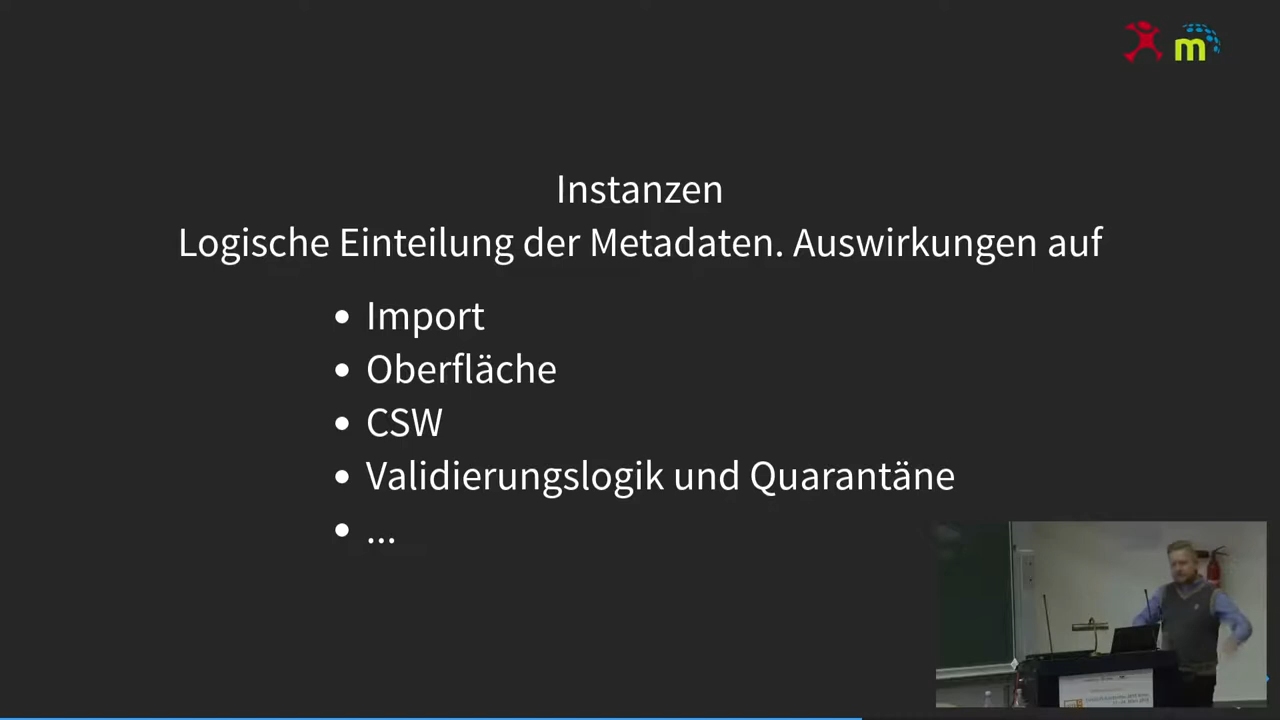 m
Instanzen
Logische Einteilung der Metadaten. Auswirkungen auf
• Import
• Oberfläche
• CSW
• Validierungslogik und Quarantäne
• ...